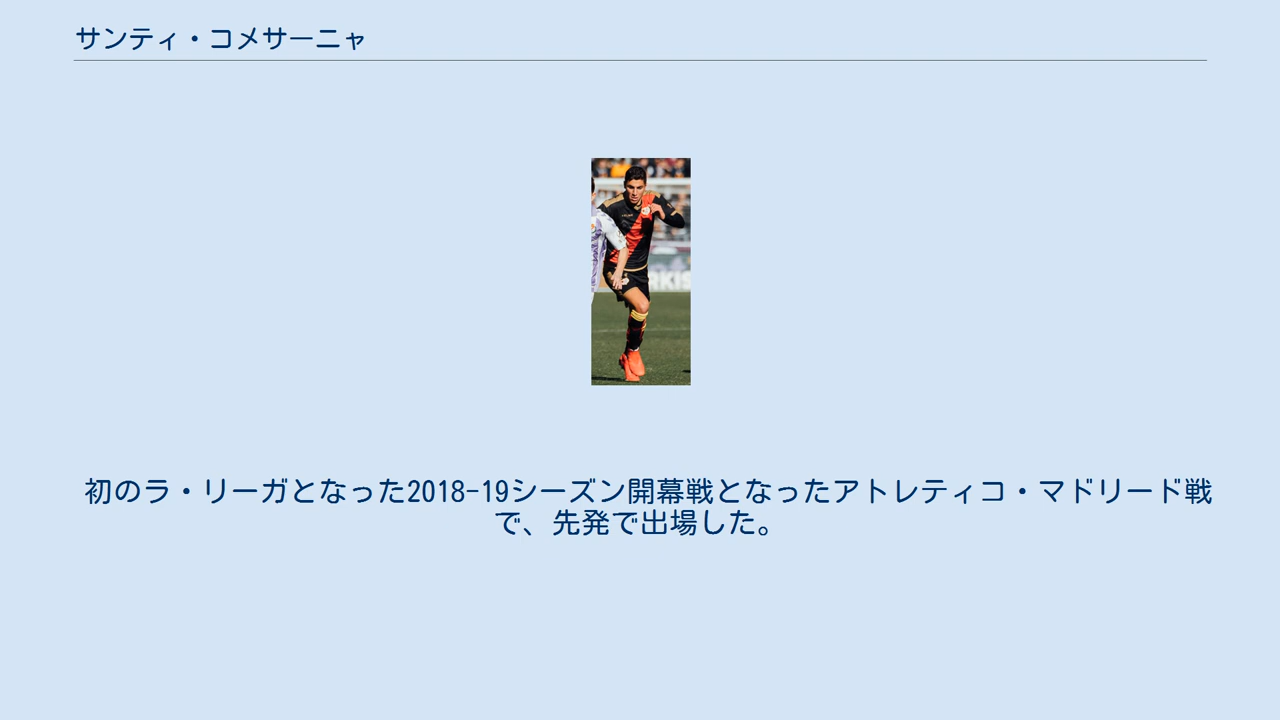 サンティ・コメサーニャ
初のラ・リーガとなった2018-19シーズン開幕戦となったアトレティコ・マドリード戦
で、先発で出場した。